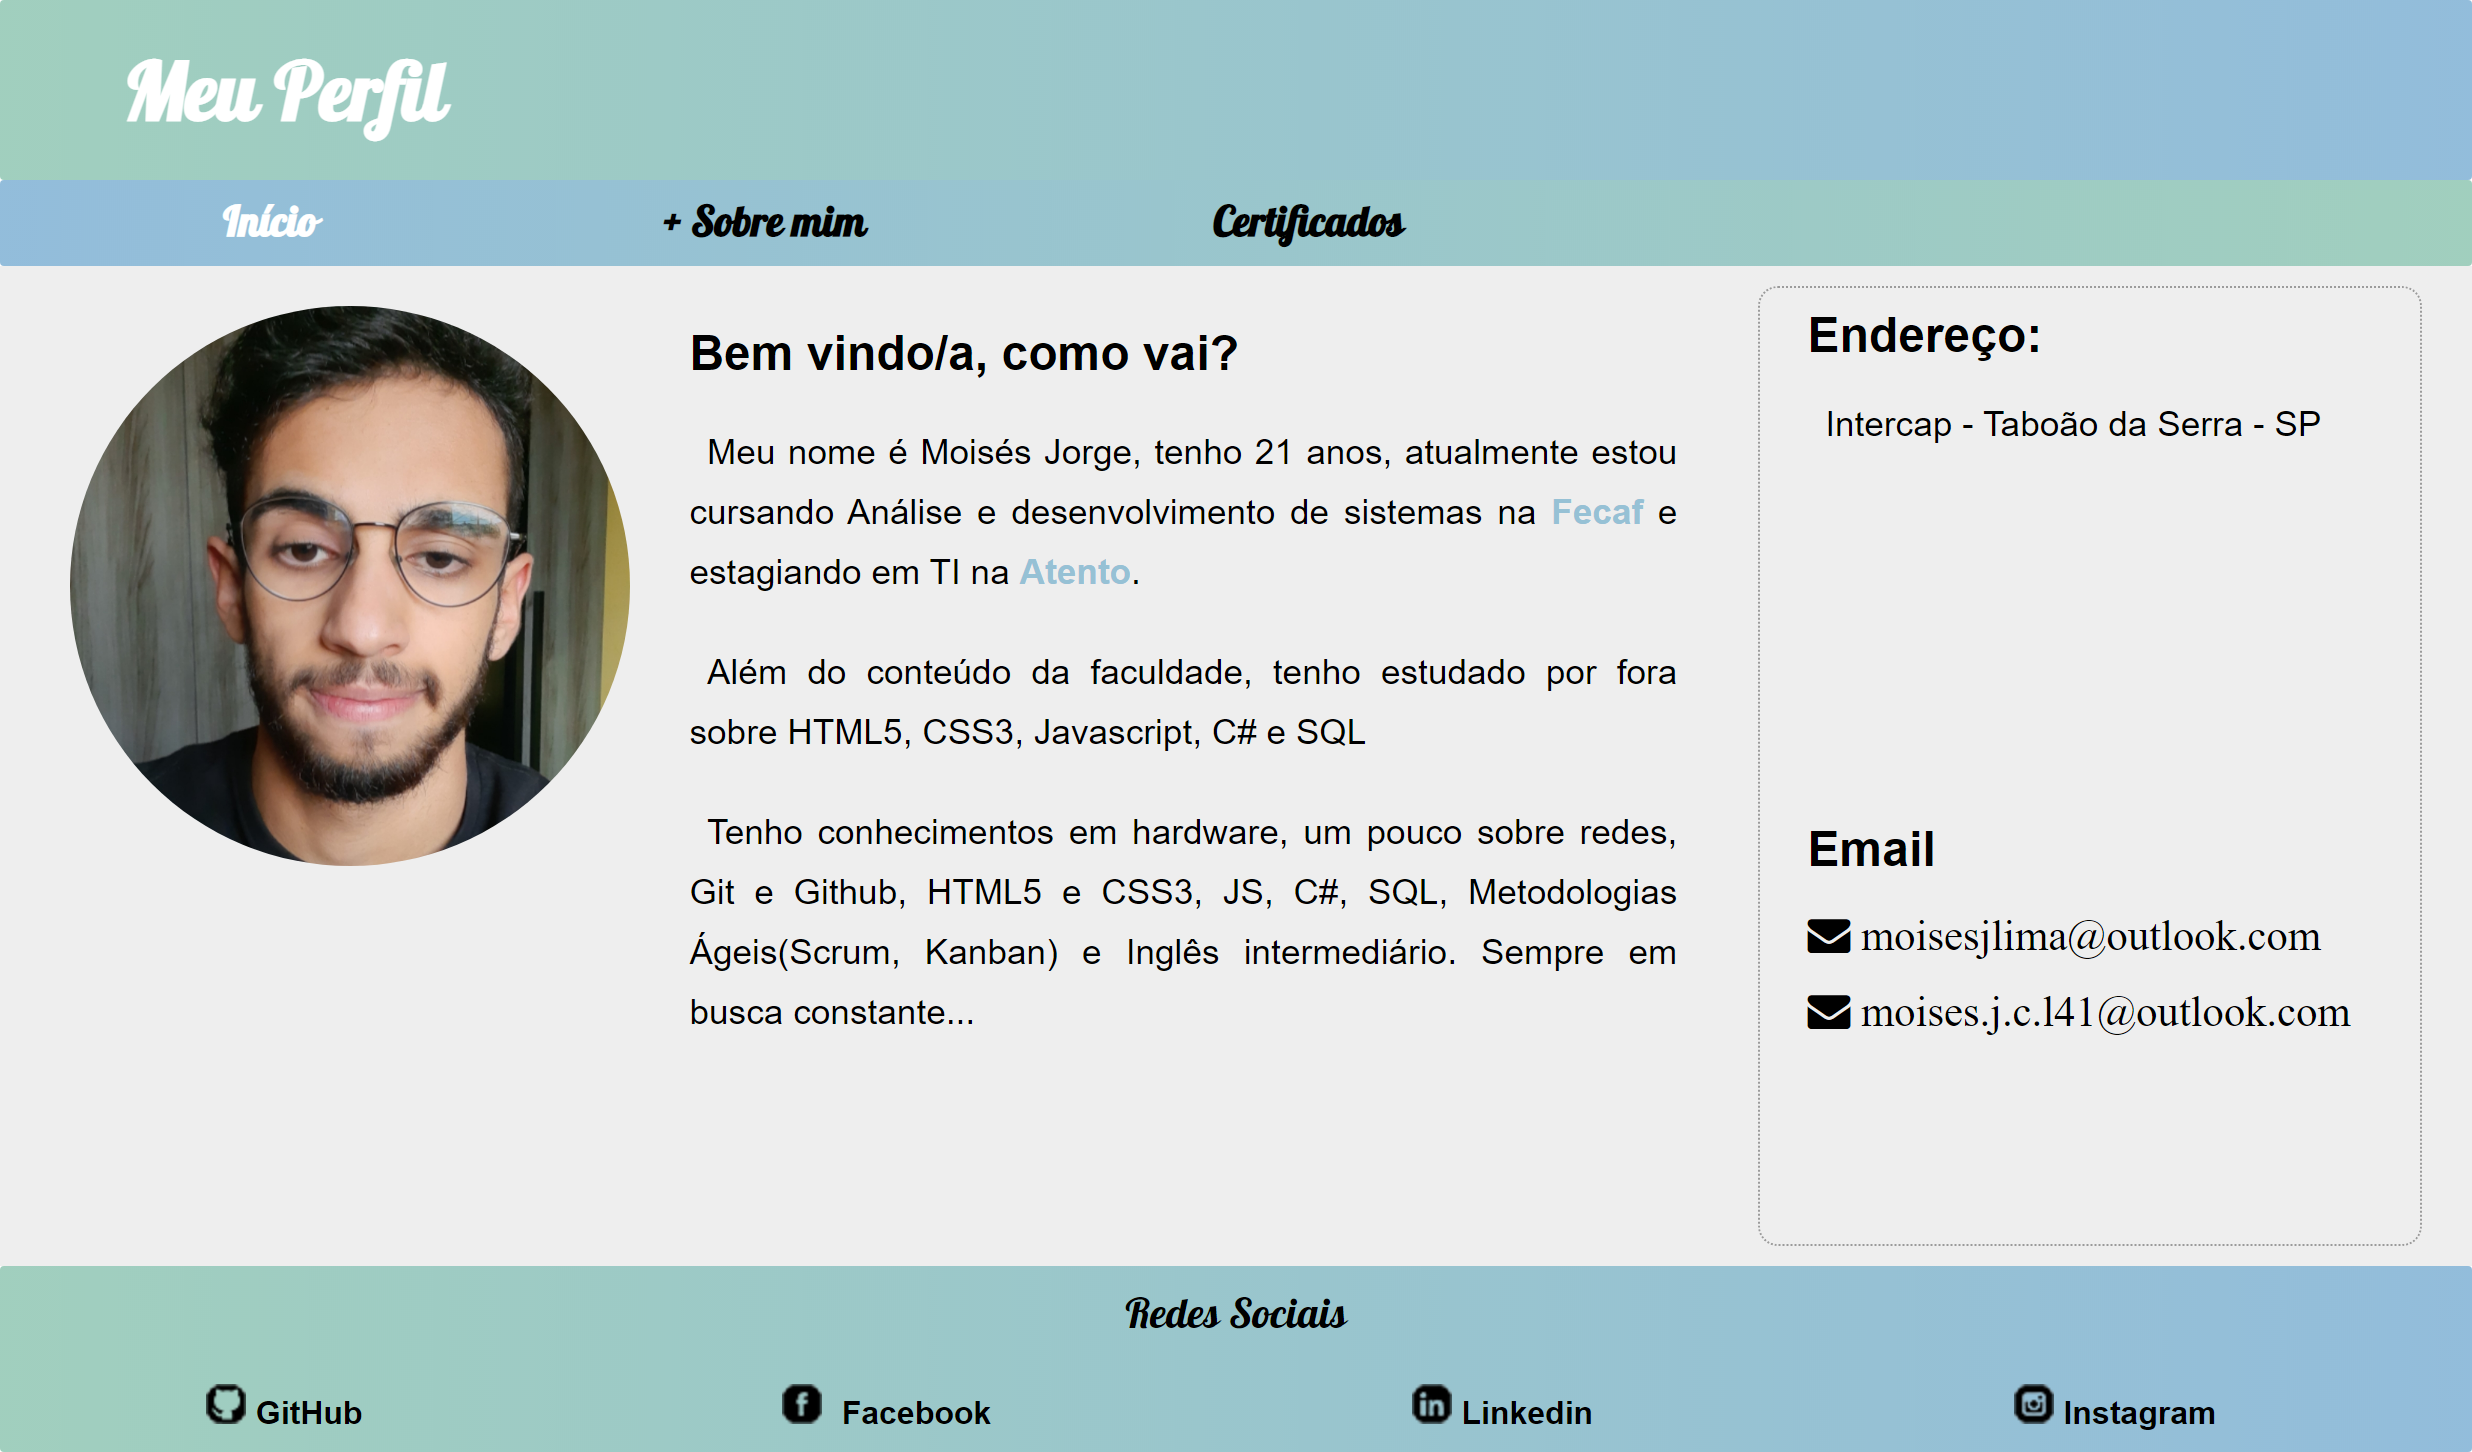 Meu Perfil
Início
+ Sobre mim
Certificados
Bem vindo/a, como vai?
Meu nome é Moisés Jorge, tenho 21 anos, atualmente estou
cursando Análise e desenvolvimento de sistemas na Fecaf e
estagiando em TI na Atento.
Além do conteúdo da faculdade, tenho estudado por fora
sobre HTML5, CSS3, Javascript, C# e SQL
Tenho conhecimentos em hardware, um pouco sobre redes,
Git e Github, HTML5 e CSS3, JS, C#, SQL, Metodologias
Ágeis(Scrum, Kanban) e Inglês intermediário. Sempre em
busca constante...
Endereço:
Intercap - Taboão da Serra - SP
Email
moisesjlima@outlook.com
moises.j.c.l41@outlook.com
Redes Sociais
GitHub
Facebook
Linkedin
Instagram